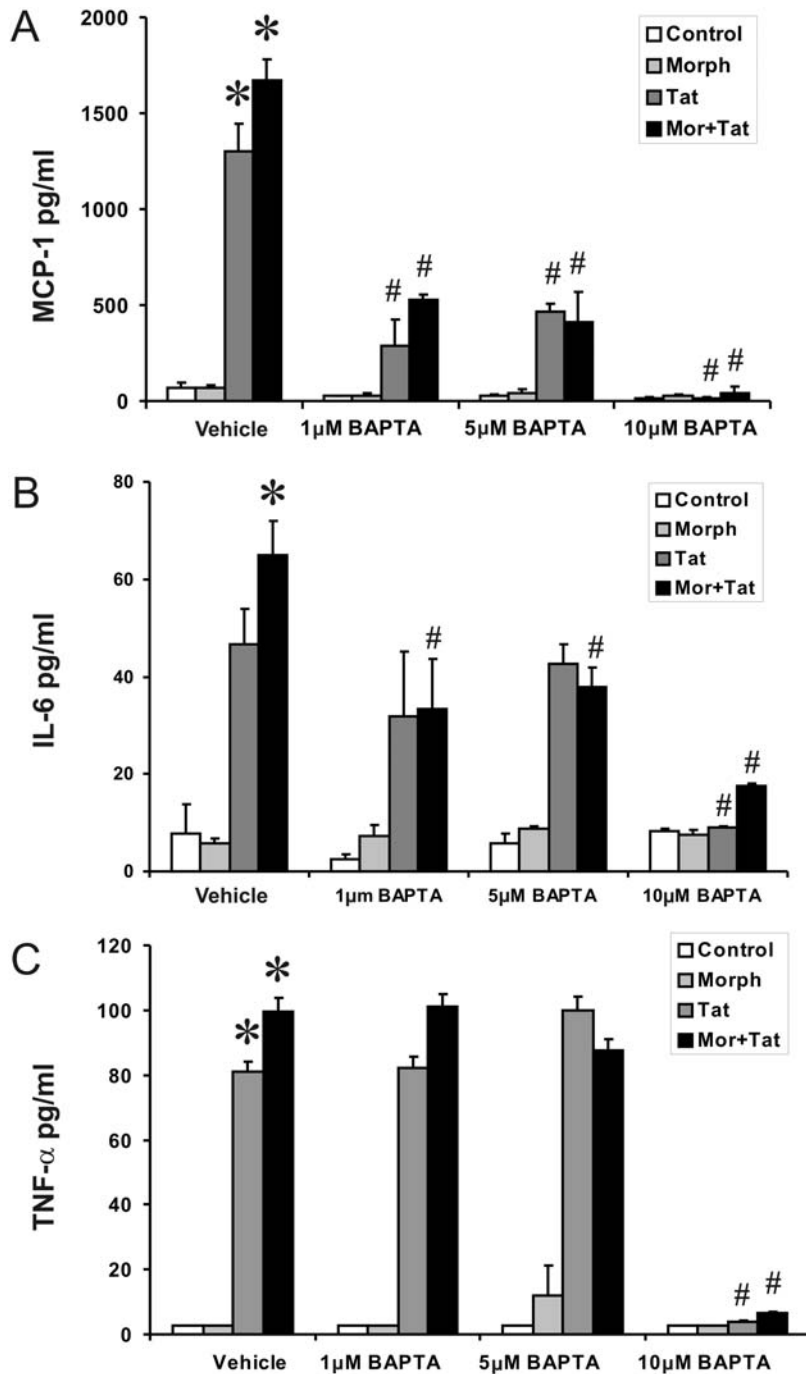 A
MCP-1 pg/ml
2000
1500
1000
500
0
*
*
#
#
#
#
#
#
Control
Morph
Tat
Mor+Tat
Vehicle
1µM BAPTA
5µM BAPTA
10µM BAPTA
B
IL-6 pg/ml
80
60
40
20
0
*
#
#
#
#
Control
Morph
Tat
Mor+Tat
Vehicle
1µm BAPTA
5µM BAPTA
10µM BAPTA
C
TNF-α pg/ml
120
100
80
60
40
20
0
*
*
#
#
Control
Morph
Tat
Mor+Tat
Vehicle
1µM BAPTA
5µM BAPTA
10µM BAPTA